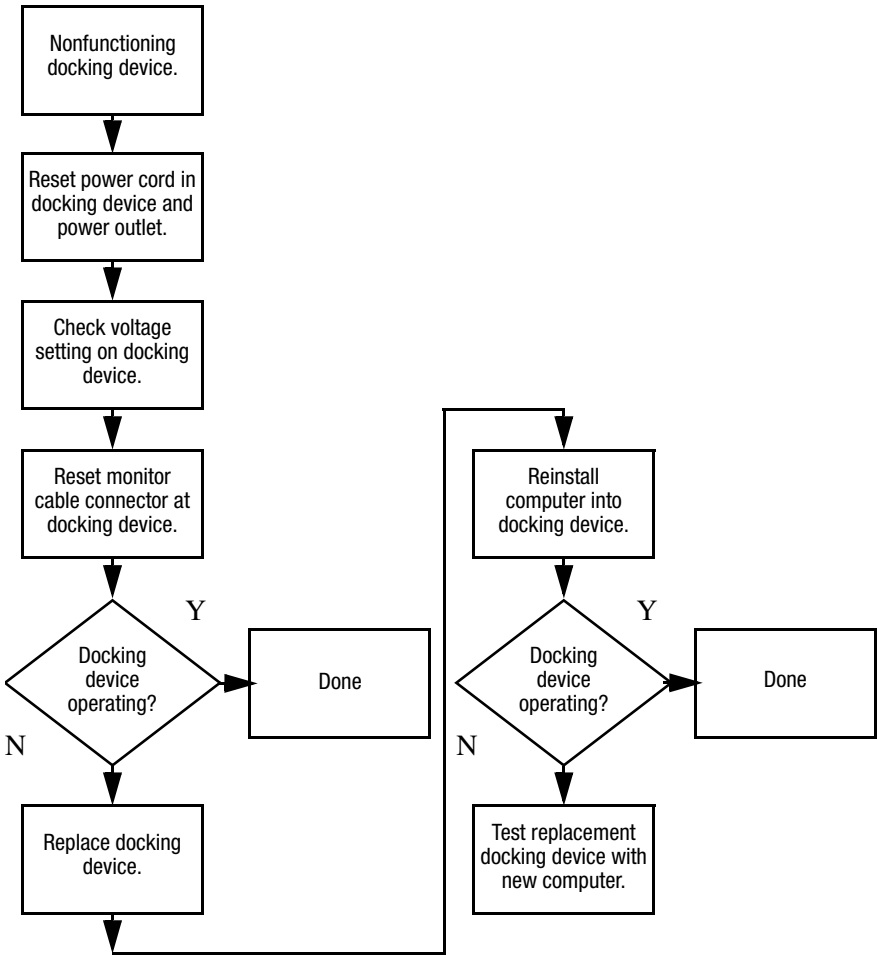 Nonfunctioning
docking device.
Reset power cord in
docking device and
power outlet.
Check voltage
setting on docking
device.
Reset monitor
cable connector at
docking device.
Y
Docking
device
operating?
Done
N
Replace docking
device.
Reinstall
computer into
docking device.
Y
Docking
device
operating?
Done
N
Test replacement
docking device with
new computer.